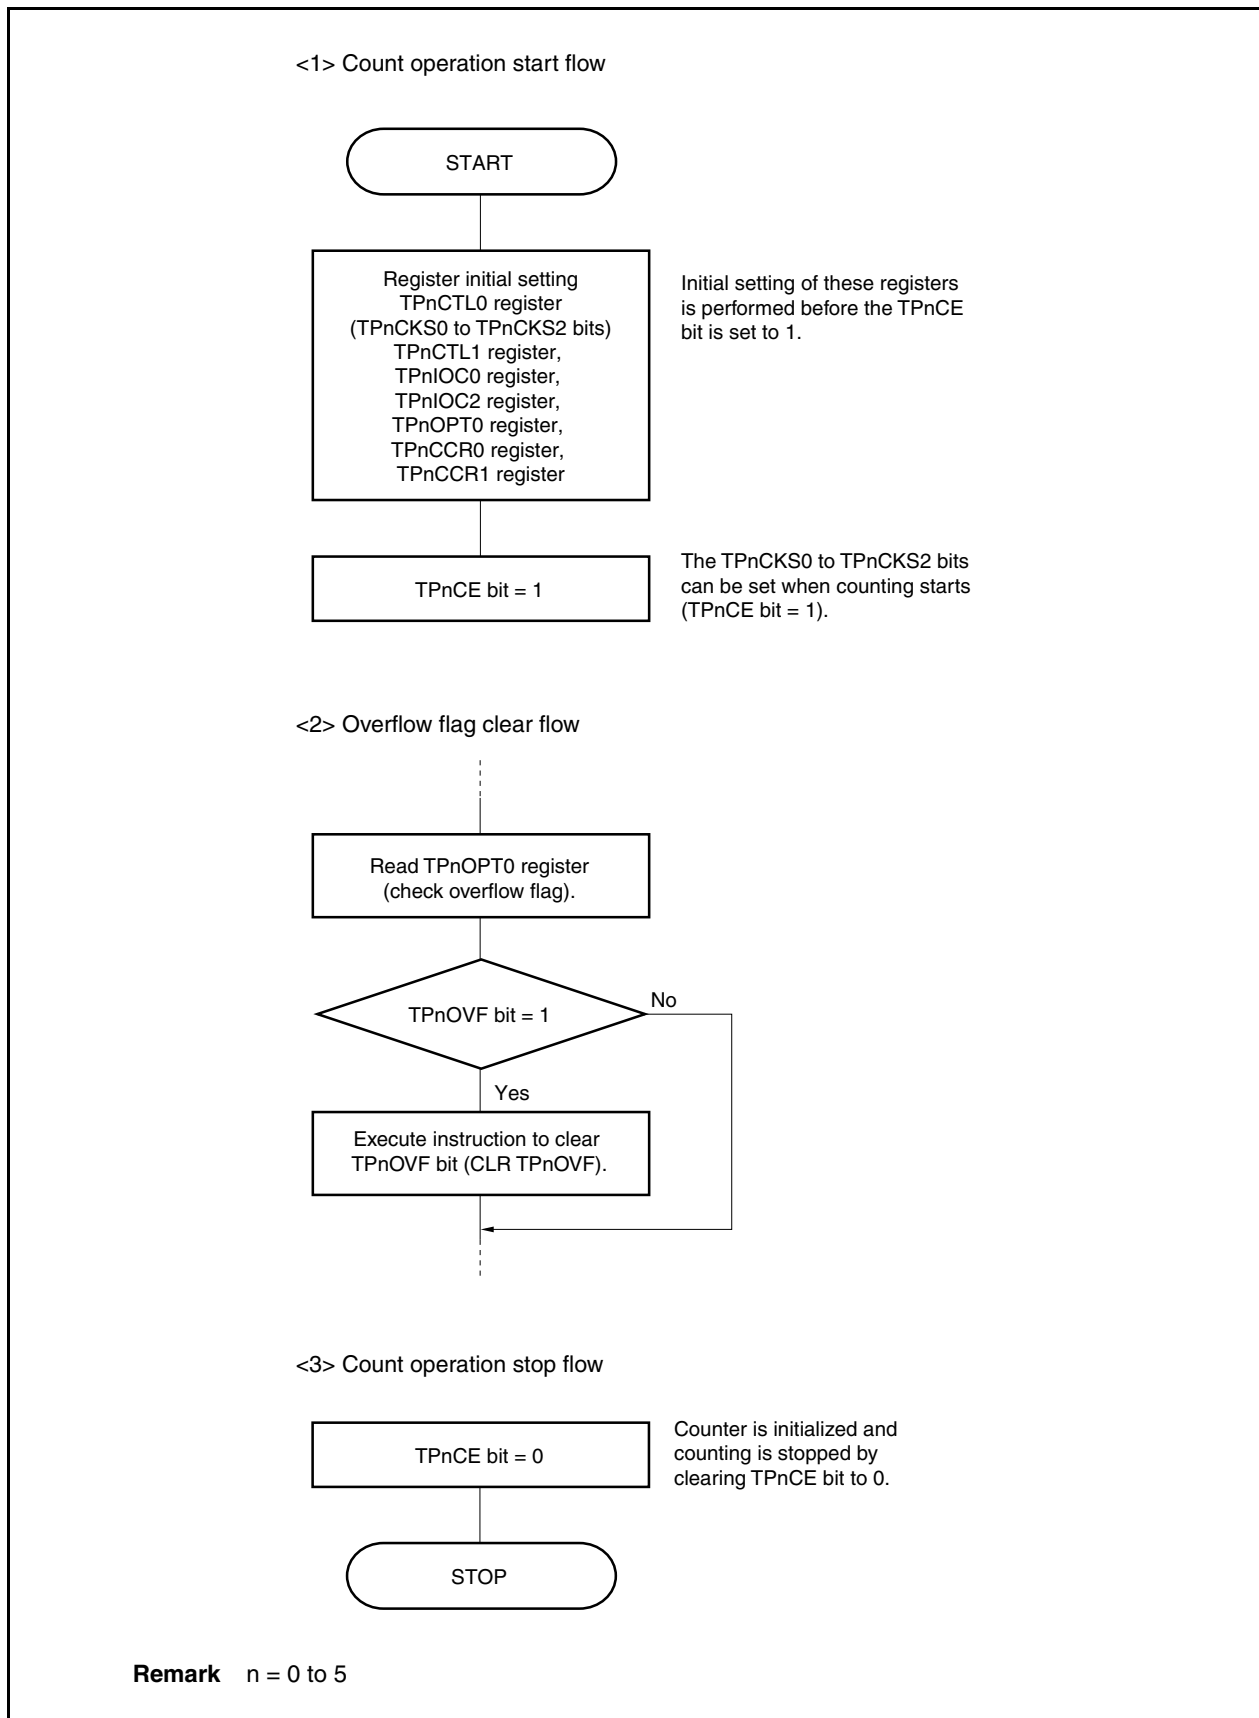 <1> Count operation start flow
START
Register initial setting
TPnCTL0 register
(TPnCKS0 to TPnCKS2 bits)
TPnCTL1 register,
TPnIOC0 register,
TPnIOC2 register,
TPnOPT0 register,
TPnCCR0 register,
TPnCCR1 register
Initial setting of these registers
is performed before the TPnCE
bit is set to 1.
TPnCE bit = 1
The TPnCKS0 to TPnCKS2 bits
can be set when counting starts
(TPnCE bit = 1).
<2> Overflow flag clear flow
Read TPnOPT0 register
(check overflow flag).
TPnOVF bit = 1
No
Yes
Execute instruction to clear
TPnOVF bit (CLR TPnOVF).
<3> Count operation stop flow
TPnCE bit = 0
Counter is initialized and
counting is stopped by
clearing TPnCE bit to 0.
STOP
Remark n = 0 to 5